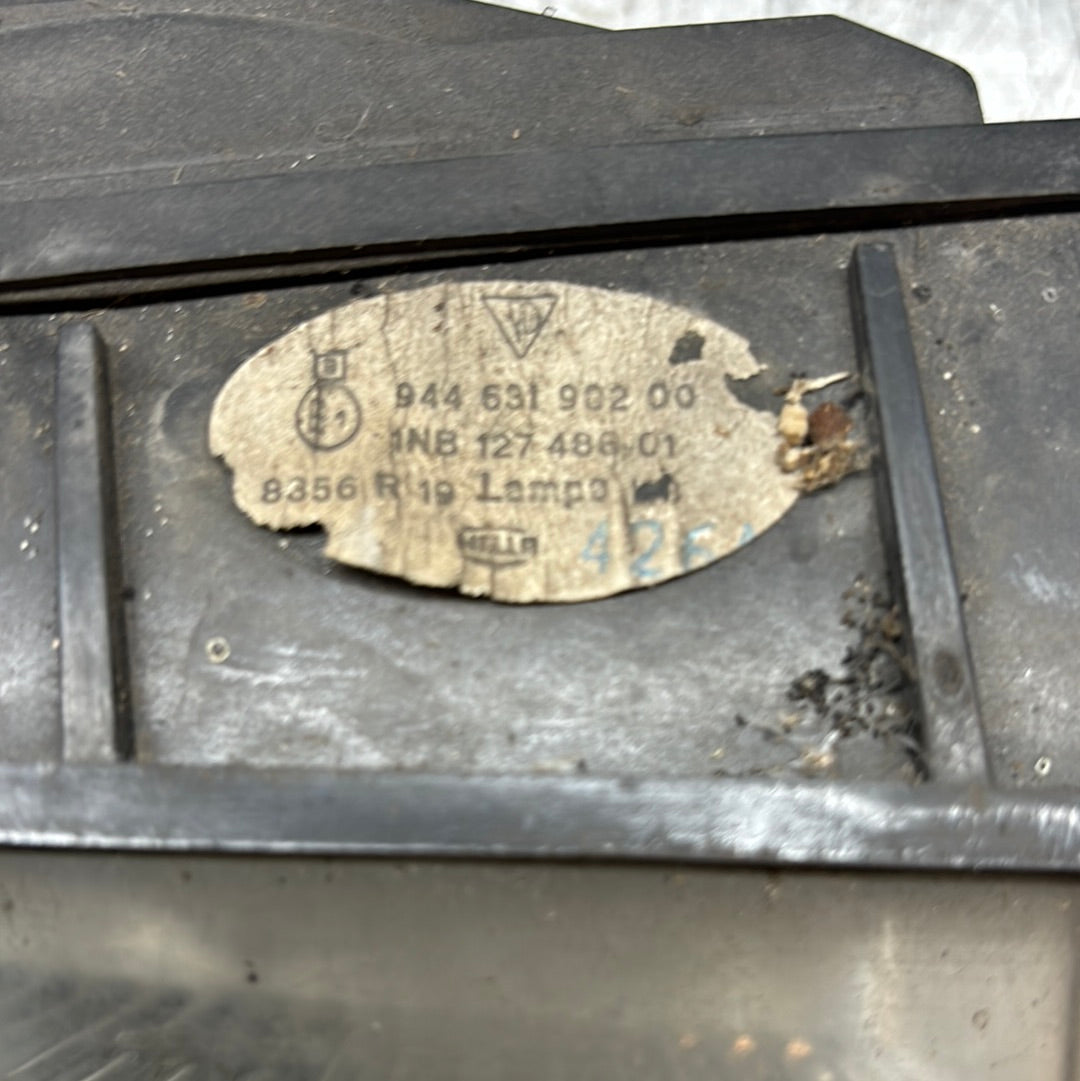 944 631 902 00
1NB 127 486-01
8356 R 19 Lampe
HELLA
426